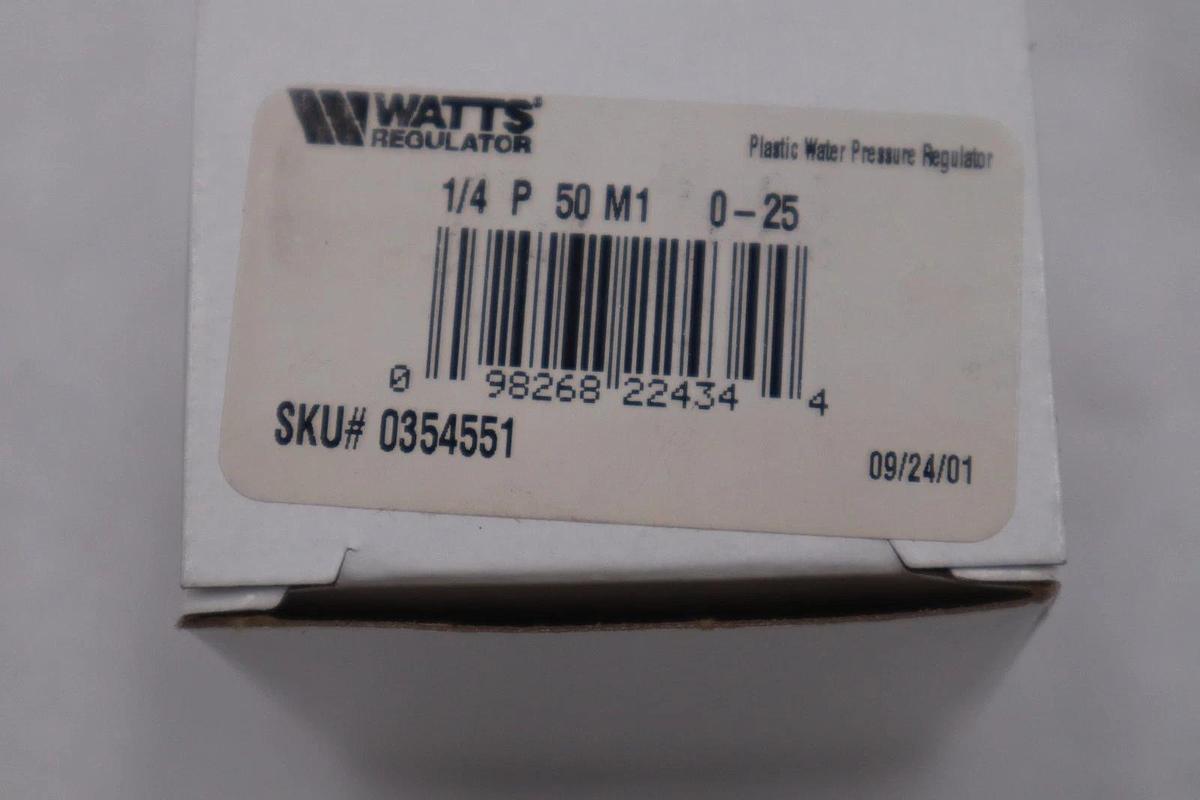 WATTS®
REGULATOR
Plastic Water Pressure Regulator
1/4 P 50 M1 0-25
0 98268 22434 4
SKU# 0354551
09/24/01